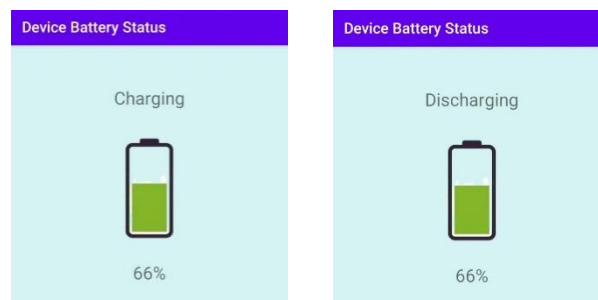 Device Battery Status
Charging
66%
Device Battery Status
Discharging
66%